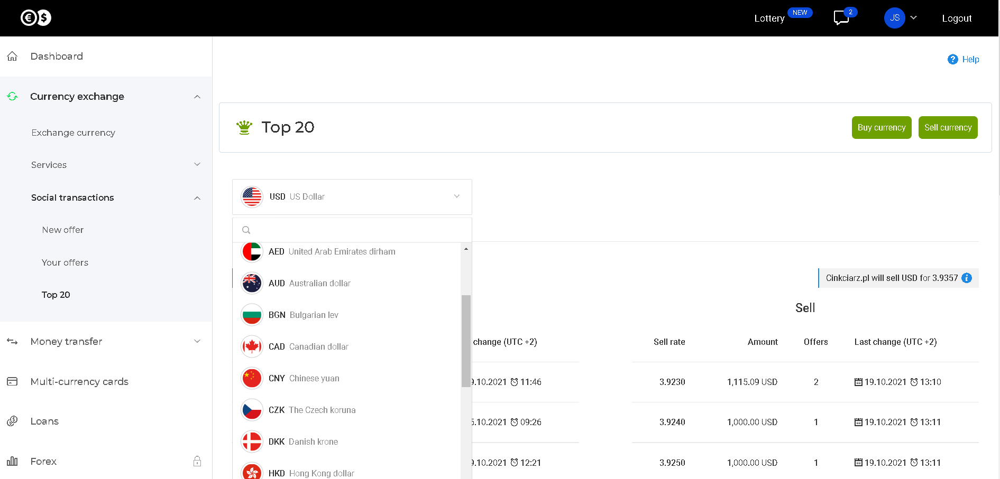 Lottery NEW 2 JS Logout
Dashboard
Help
Currency exchange
Top 20
Buy currency Sell currency
Exchange currency
Services
USD US Dollar
Social transactions
New offer
AED United Arab Emirates dirham
Your offers
Cinkciarz.pl will sell USD for 3.9357
AUD Australian dollar
Top 20
Sell
BGN Bulgarian lev
Money transfer
change (UTC +2) Sell rate Amount Offers Last change (UTC +2)
CAD Canadian dollar
Multi-currency cards
CNY Chinese yuan
.10.2021 11:46 3.9230 1,115.09 USD 2 19.10.2021 13:10
CZK The Czech koruna
Loans
.10.2021 09:26 3.9240 1,000.00 USD 1 19.10.2021 13:11
DKK Danish krone
Forex
.10.2021 12:21 3.9250 1,000.00 USD 1 19.10.2021 13:11
HKD Hong Kong dollar